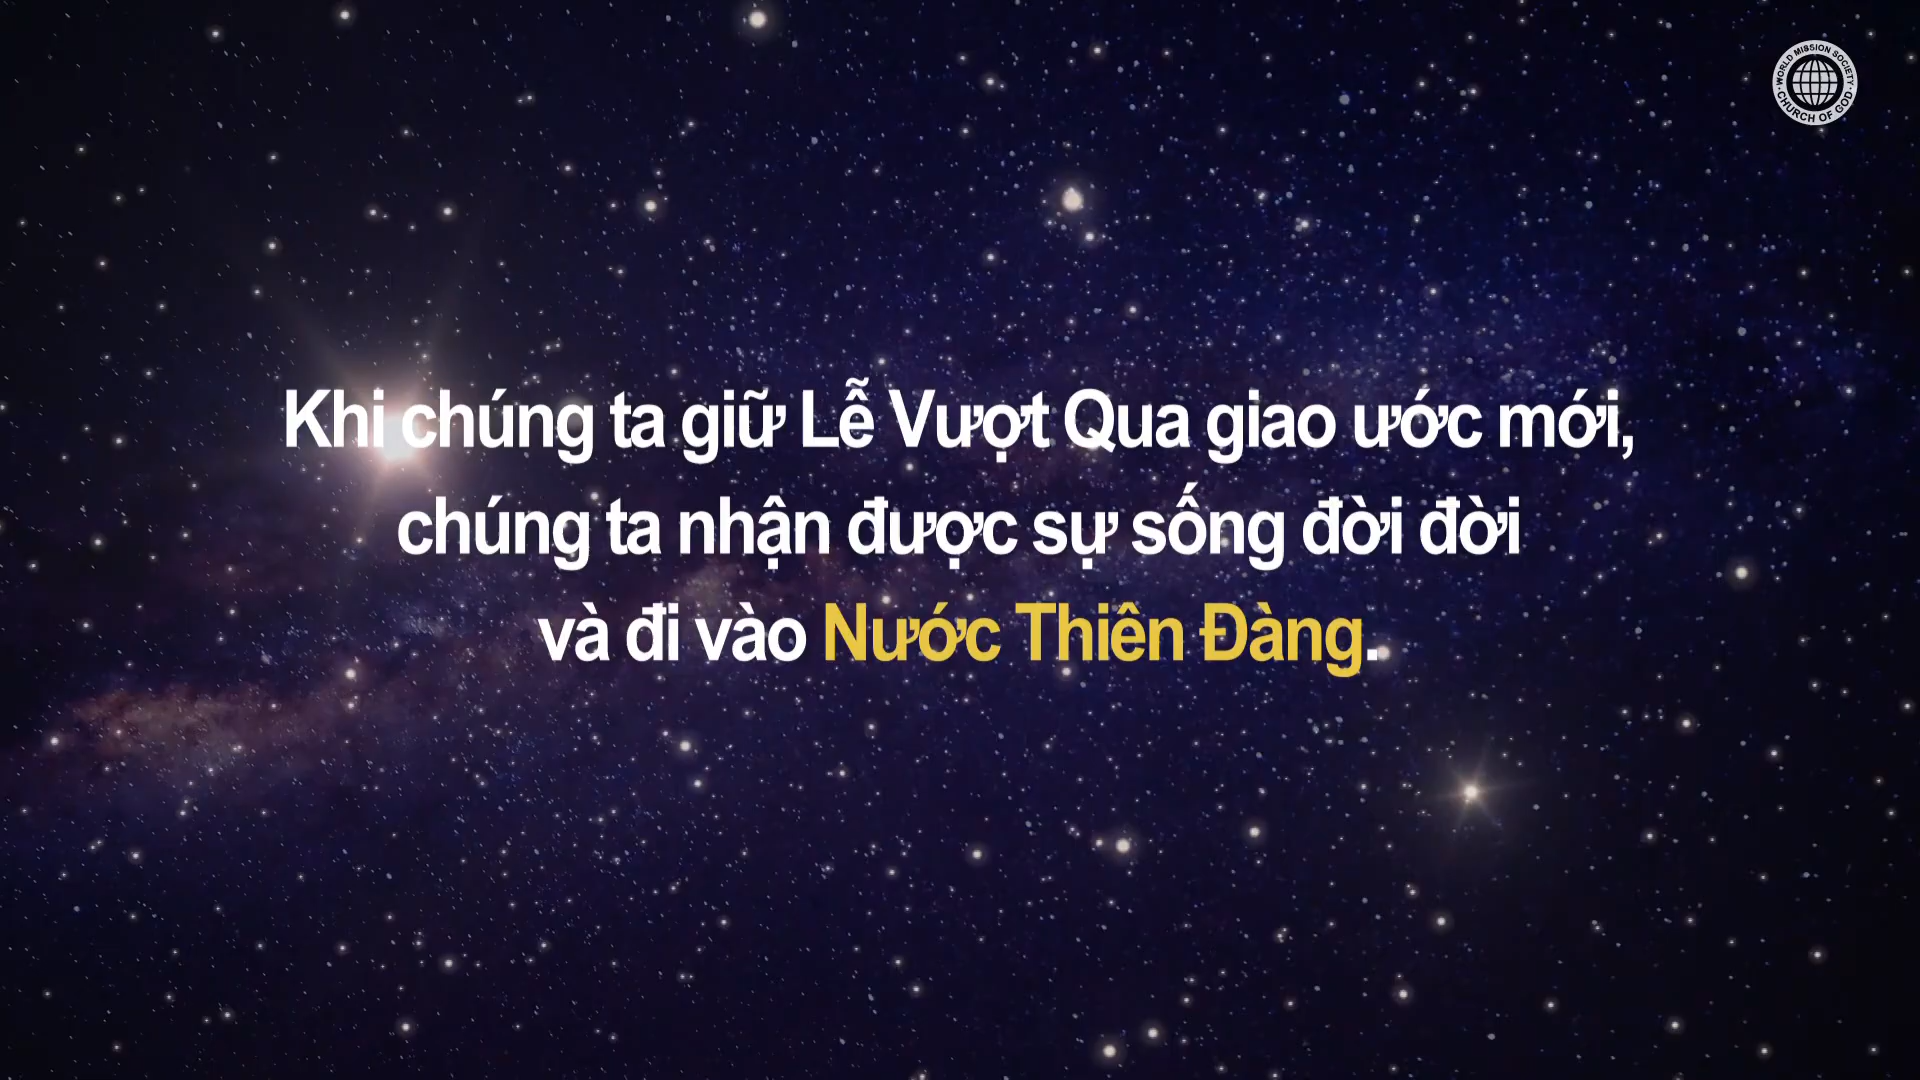 WORLD MISSION SOCIETY
CHURCH OF GOD
Khi chúng ta giữ Lễ Vượt Qua giao ước mới,
chúng ta nhận được sự sống đời đời
và đi vào Nước Thiên Đàng.